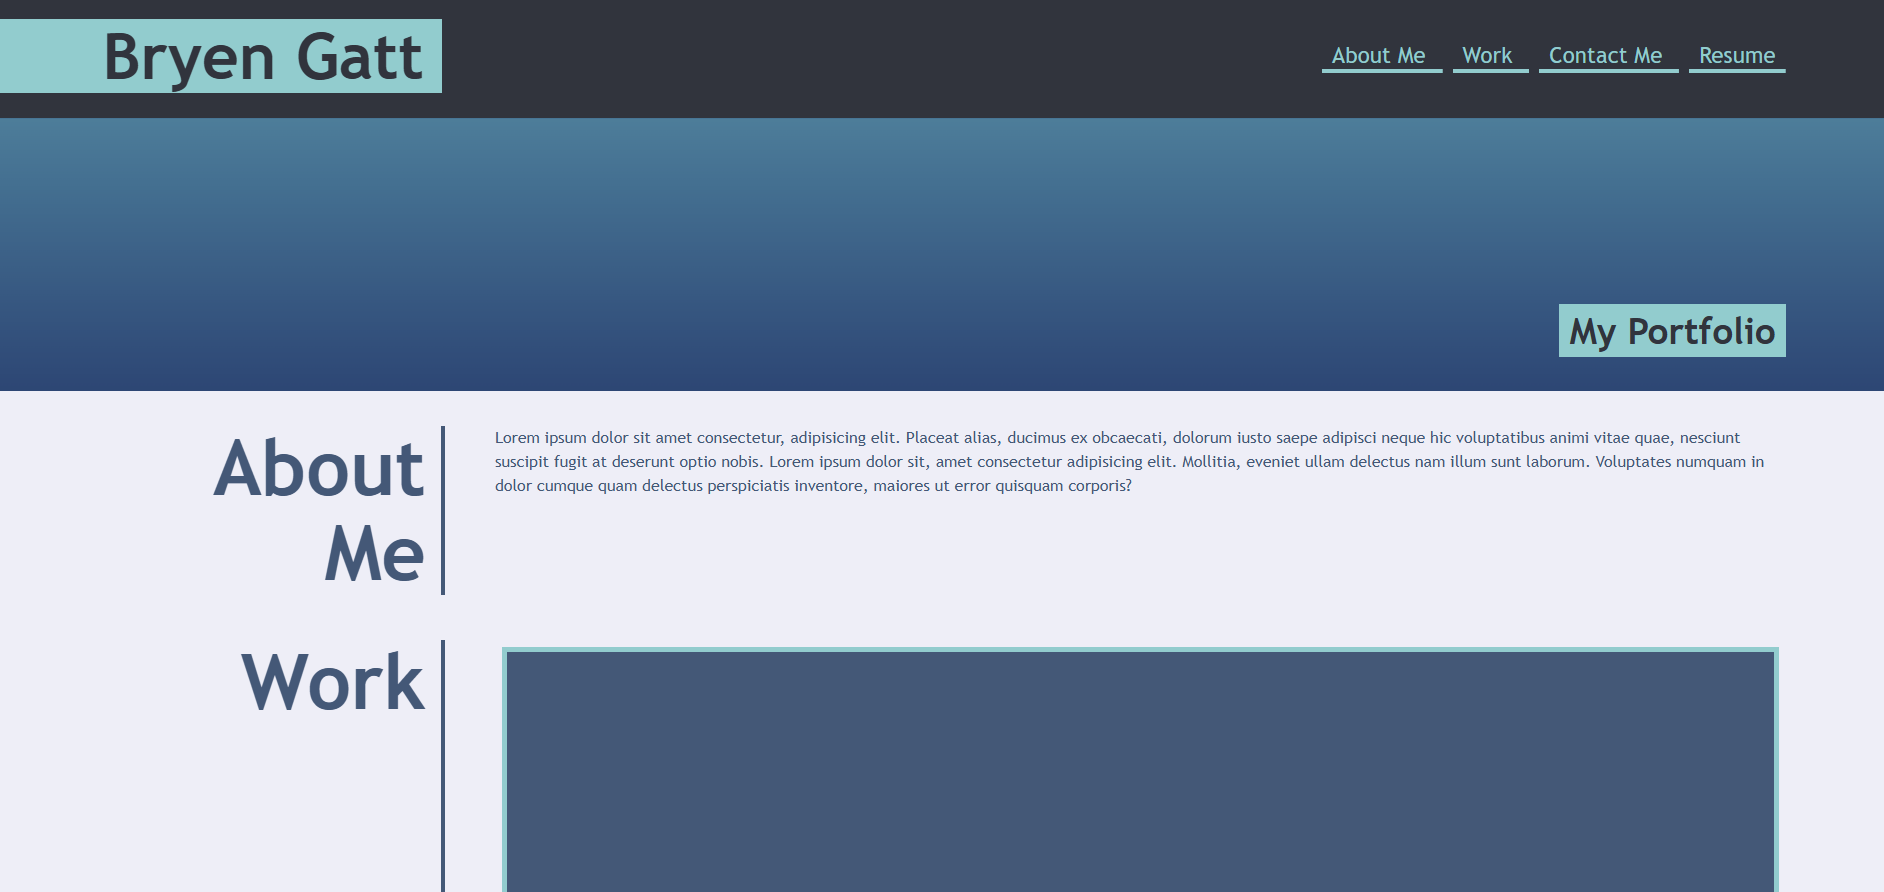 Bryen Gatt
About Me
Work
Contact Me
Resume
My Portfolio
About
Me
Lorem ipsum dolor sit amet consectetur, adipisicing elit. Placeat alias, ducimus ex obcaecati, dolorum iusto saepe adipisci neque hic voluptatibus animi vitae quae, nesciunt
suscipit fugit at deserunt optio nobis. Lorem ipsum dolor sit, amet consectetur adipisicing elit. Mollitia, eveniet ullam delectus nam illum sunt laborum. Voluptates numquam in
dolor cumque quam delectus perspiciatis inventore, maiores ut error quisquam corporis?
Work